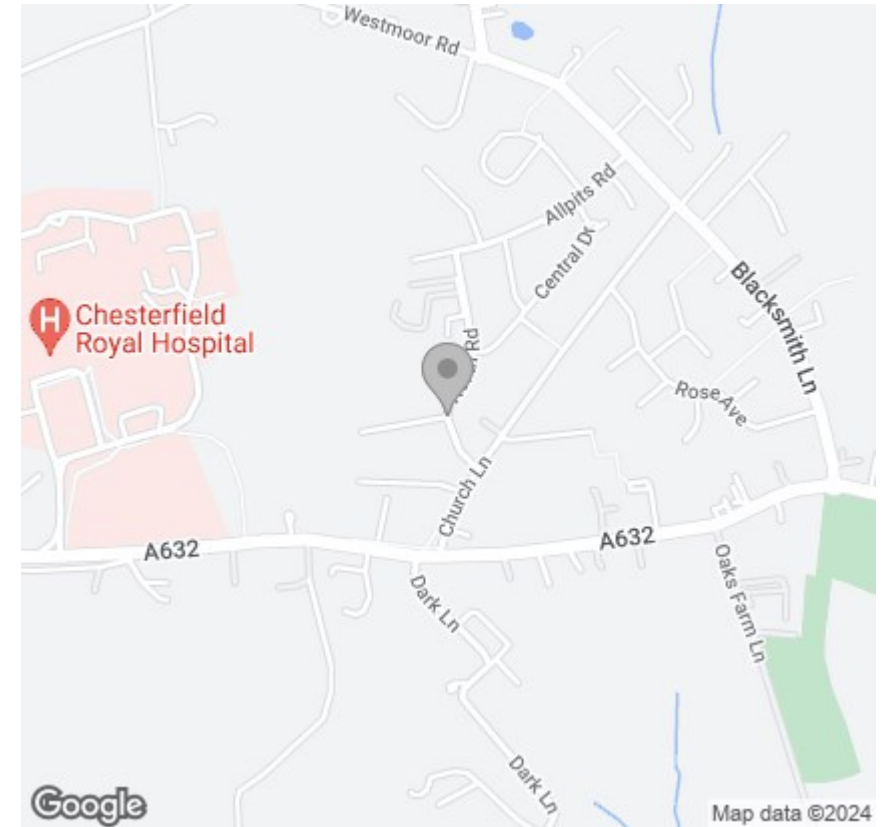 Westmoor Rd
Allpits Rd
Central Dr
Blacksmith Ln
H
Chesterfield
Royal Hospital
Rd
Rose Ave
Church Ln
A632
A632
Dark Ln
Oaks Farm Ln
Dark Ln
Google
Map data ©2024